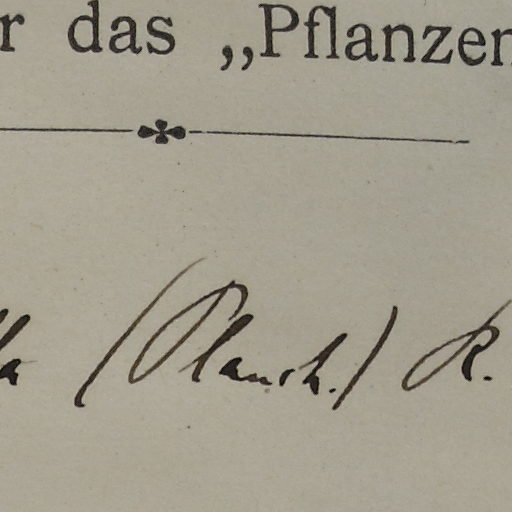 r das „Pflanzen
(Planch.) R.